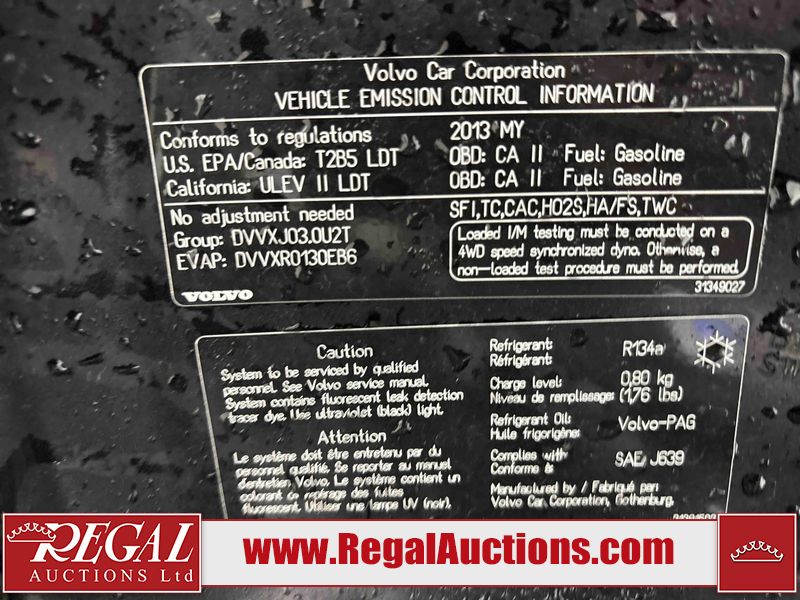 Volvo Car Corporation
VEHICLE EMISSION CONTROL INFORMATION
Conforms to regulations 2013 MY
U.S. EPA/Canada: T2B5 LDT OBD: CA II Fuel: Gasoline
California: ULEV II LDT OBD: CA II Fuel: Gasoline
No adjustment needed SFI,TC,CAC,HO2S,HA/FS,TWC
Group: DVVXJ03.0U2T
EVAP: DVVXR0130EB6
Loaded I/M testing must be conducted on a
4WD speed synchronized dyno. Otherwise, a
non-loaded test procedure must be performed.
VOLVO 31349027
Caution
System to be serviced by qualified
personnel. See Volvo service manual.
System contains fluorescent leak detection
tracer dye. Use ultraviolet (black) light.
Attention
Le système doit être entretenu par du
personnel qualifié. Se reporter au manuel
d'entretien Volvo. Le système contient un
colorant de repérage des fuites
fluorescent. Utiliser une lampe UV (noir).
Refrigerant: R134a
Réfrigérant:
Charge level: 0,80 kg
Niveau de remplissage: (1,76 lbs)
Refrigerant Oil: Volvo-PAG
Huile frigorigène:
Complies with SAE J639
Conforme à:
Manufactured by / Fabriqué par:
Volvo Car Corporation, Gothenburg.
REGAL
AUCTIONS Ltd
www.RegalAuctions.com